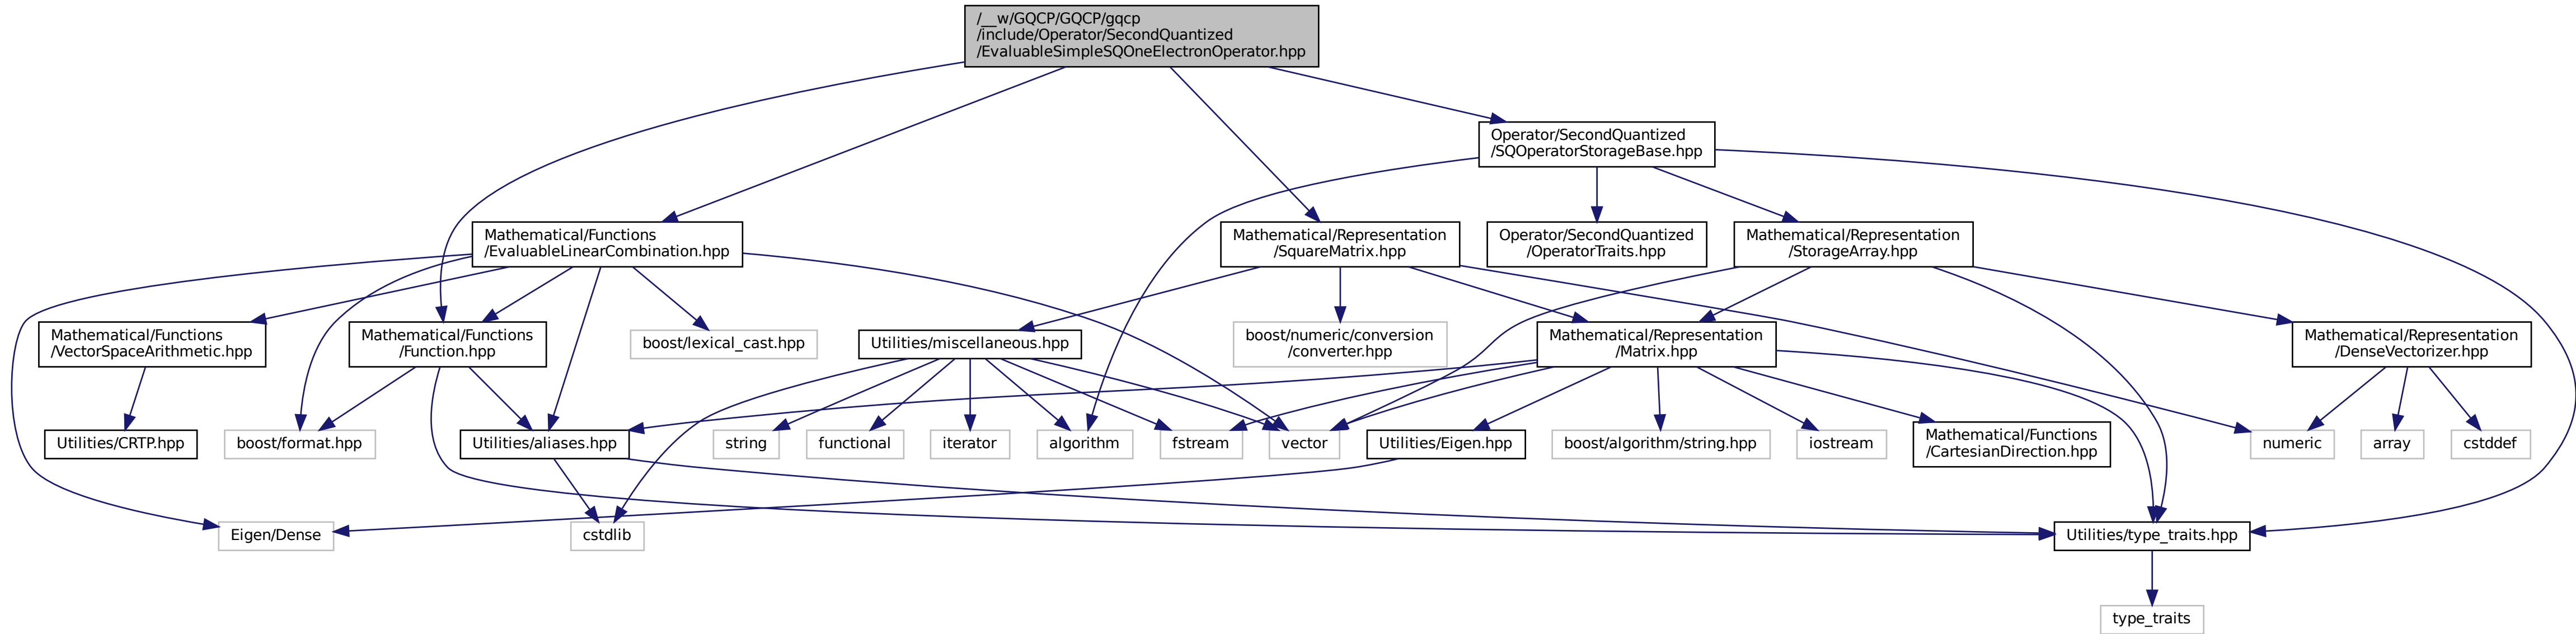 /__w/GQCP/GQCP/gqcp
/include/Operator/SecondQuantized
/EvaluableSimpleSQOneElectronOperator.hpp
Operator/SecondQuantized
/SQOperatorStorageBase.hpp
Mathematical/Functions
/EvaluableLinearCombination.hpp
Mathematical/Representation
/SquareMatrix.hpp
Operator/SecondQuantized
/OperatorTraits.hpp
Mathematical/Representation
/StorageArray.hpp
Mathematical/Functions
/VectorSpaceArithmetic.hpp
Mathematical/Functions
/Function.hpp
boost/lexical_cast.hpp
Utilities/miscellaneous.hpp
boost/numeric/conversion
/converter.hpp
Mathematical/Representation
/Matrix.hpp
Mathematical/Representation
/DenseVectorizer.hpp
Utilities/CRTP.hpp
boost/format.hpp
Utilities/aliases.hpp
string
functional
iterator
algorithm
fstream
vector
Utilities/Eigen.hpp
boost/algorithm/string.hpp
iostream
Mathematical/Functions
/CartesianDirection.hpp
numeric
array
cstddef
Eigen/Dense
cstdlib
Utilities/type_traits.hpp
type_traits